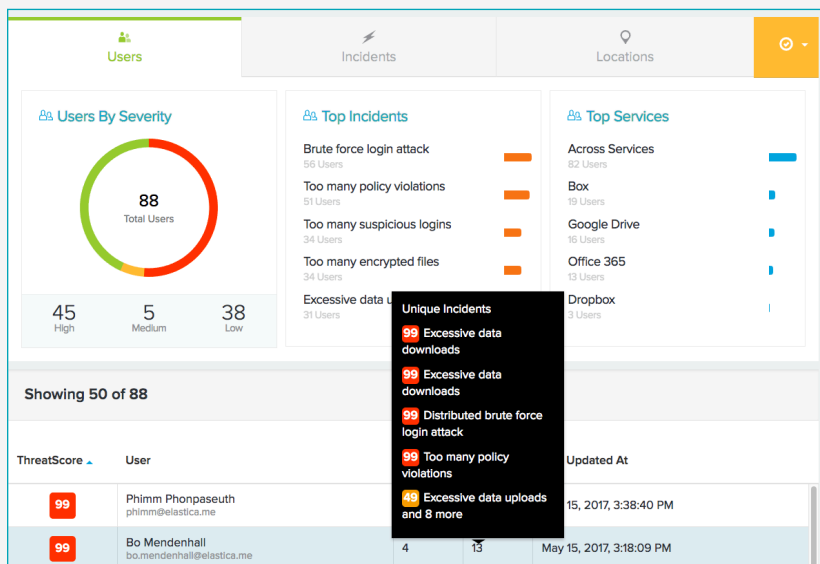 Users
Incidents
Locations
Users By Severity
88
Total Users
45
High
5
Medium
38
Low
Top Incidents
Brute force login attack
56 Users
Too many policy violations
51 Users
Too many suspicious logins
34 Users
Too many encrypted files
34 Users
Excessive data u
31 Users
Top Services
Across Services
82 Users
Box
19 Users
Google Drive
16 Users
Office 365
13 Users
Dropbox
3 Users
Unique Incidents
99 Excessive data
downloads
99 Excessive data
downloads
99 Distributed brute force
login attack
99 Too many policy
violations
49 Excessive data uploads
and 8 more
Showing 50 of 88
ThreatScore User Updated At
99 Phimm Phonpaseuth 15, 2017, 3:38:40 PM
phimm@elastica.me
99 Bo Mendenhall 4 13 May 15, 2017, 3:18:09 PM
bo.mendenhall@elastica.me